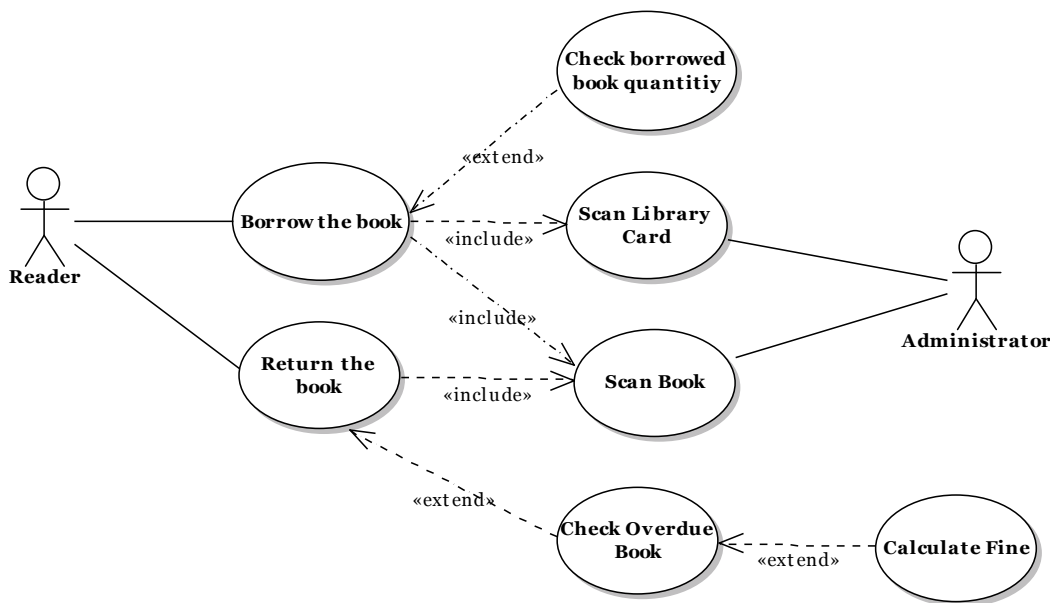 Check borrowed
book quantitiy
«extend»
Borrow the book
Scan Library
Card
«include»
Reader
«include»
Administrator
Return the
book
Scan Book
«include»
«extend»
Check Overdue
Book
Calculate Fine
«extend»